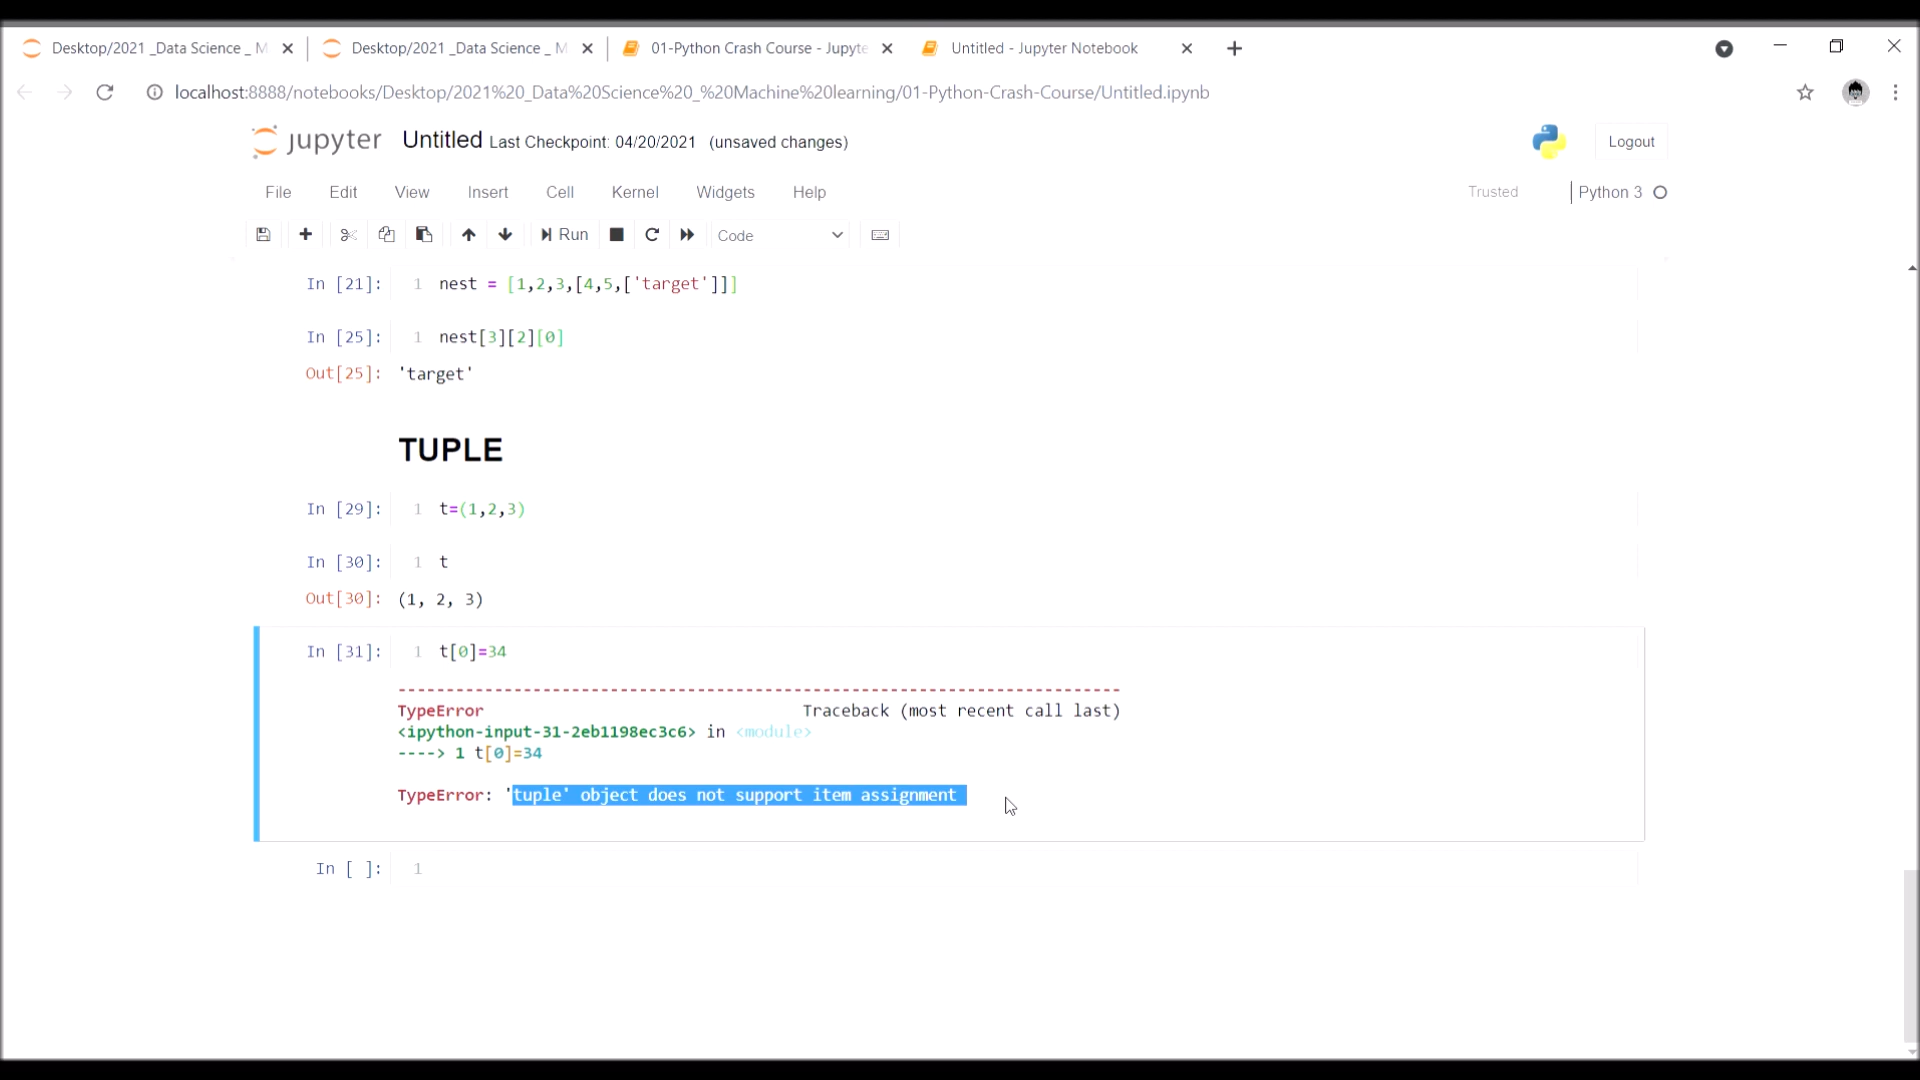 Desktop/2021 _Data Science _ M Desktop/2021 _Data Science _ M 01-Python Crash Course - Jupyte Untitled - Jupyter Notebook
localhost:8888/notebooks/Desktop/2021%20_Data%20Science%20_%20Machine%20learning/01-Python-Crash-Course/Untitled.ipynb
jupyter Untitled Last Checkpoint: 04/20/2021 (unsaved changes) Logout
File Edit View Insert Cell Kernel Widgets Help Trusted Python 3
Run Code
In [21]: 1 nest = [1,2,3,[4,5,['target']]]
In [25]: 1 nest[3][2][0]
Out[25]: 'target'
TUPLE
In [29]: 1 t=(1,2,3)
In [30]: 1 t
Out[30]: (1, 2, 3)
In [31]: 1 t[0]=34
---------------------------------------------------------------------------
TypeError Traceback (most recent call last)
<ipython-input-31-2eb1198ec3c6> in <module>
----> 1 t[0]=34
TypeError: 'tuple' object does not support item assignment
In [ ]: 1